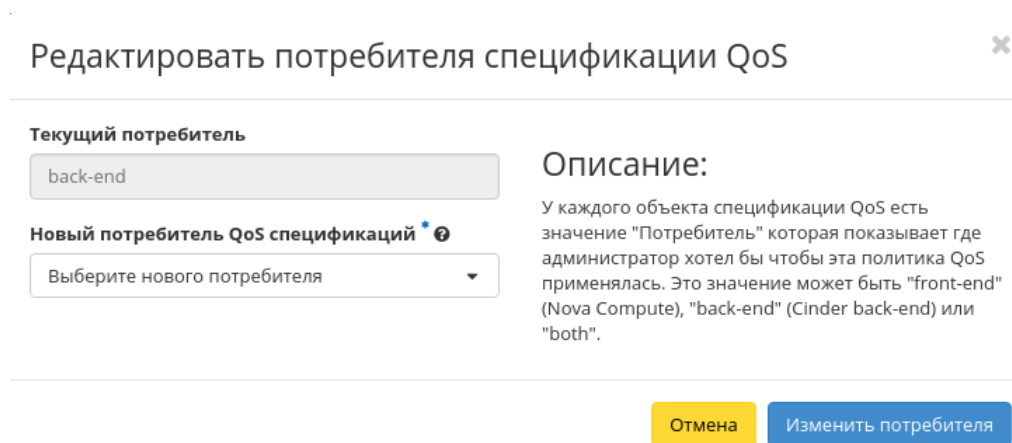 Редактировать потребителя спецификации QoS
×
Текущий потребитель
back-end
Новый потребитель QoS спецификаций *
Выберите нового потребителя
Описание:
У каждого объекта спецификации QoS есть
значение "Потребитель" которая показывает где
администратор хотел бы чтобы эта политика QoS
применялась. Это значение может быть "front-end"
(Nova Compute), "back-end" (Cinder back-end) или
"both".
Отмена
Изменить потребителя